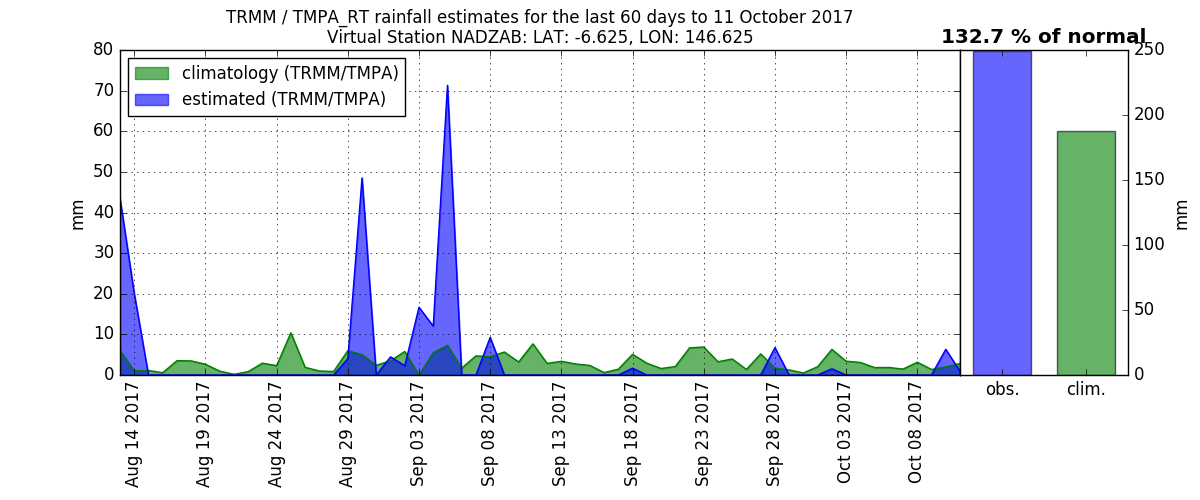 TRMM / TMPA_RT rainfall estimates for the last 60 days to 11 October 2017
Virtual Station NADZAB: LAT: -6.625, LON: 146.625
132.7 % of normal
climatology (TRMM/TMPA)
estimated (TRMM/TMPA)
mm
80
70
60
50
40
30
20
10
0
Aug 14 2017
Aug 19 2017
Aug 24 2017
Aug 29 2017
Sep 03 2017
Sep 08 2017
Sep 13 2017
Sep 18 2017
Sep 23 2017
Sep 28 2017
Oct 03 2017
Oct 08 2017
obs.
clim.
250
200
150
100
50
0
mm